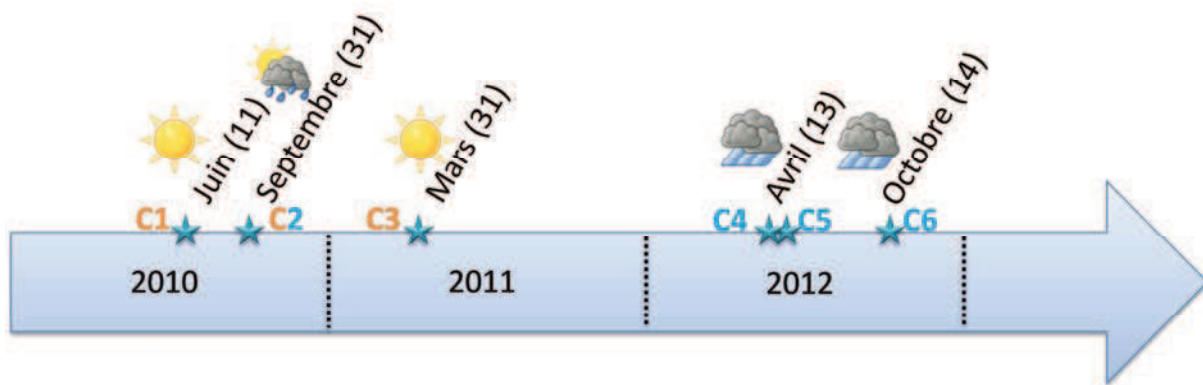 Juin (11)
Septembre (31)
Mars (31)
Avril (13)
Octobre (14)
C1
C2
C3
C4
C5
C6
2010
2011
2012